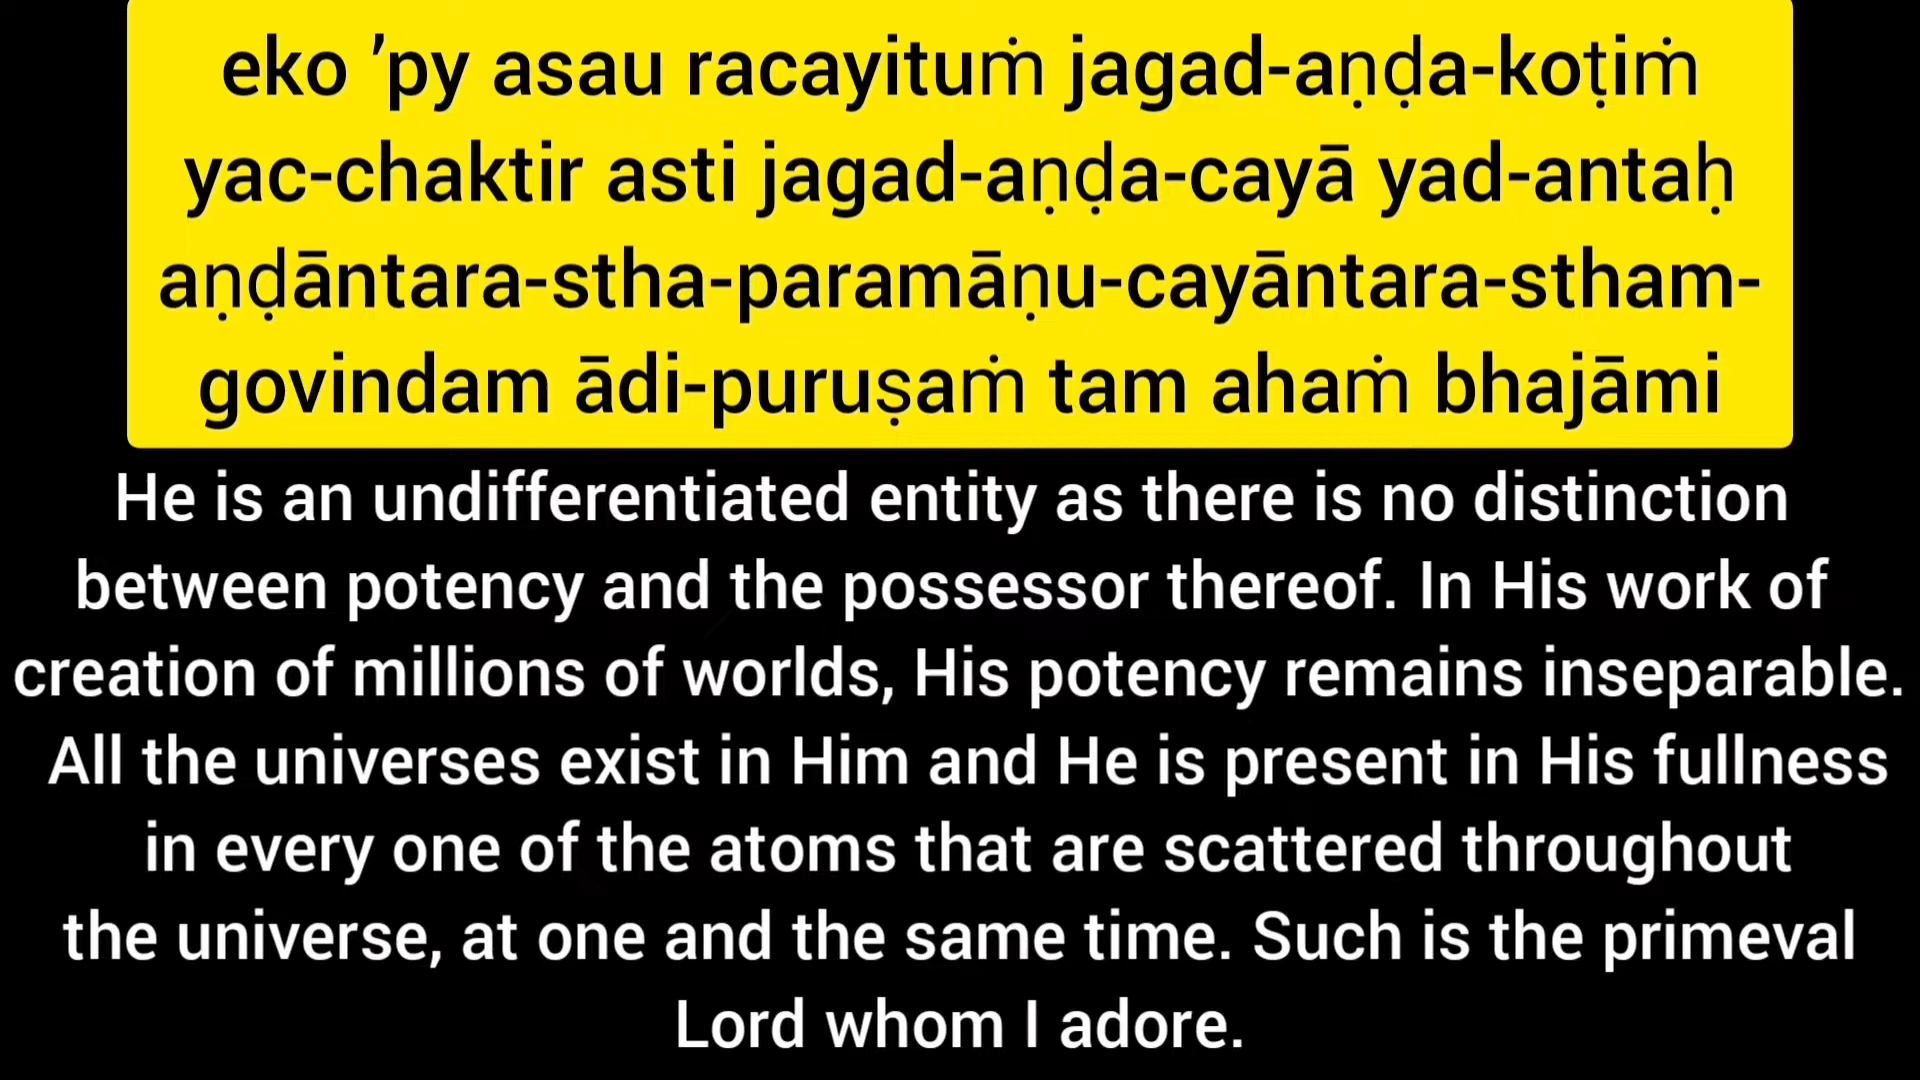 eko ’py asau racayituṁ jagad-aṇḍa-koṭiṁ
yac-chaktir asti jagad-aṇḍa-cayā yad-antaḥ
aṇḍāntara-stha-paramāṇu-cayāntara-stham-
govindam ādi-puruṣaṁ tam ahaṁ bhajāmi
He is an undifferentiated entity as there is no distinction
between potency and the possessor thereof. In His work of
creation of millions of worlds, His potency remains inseparable.
All the universes exist in Him and He is present in His fullness
in every one of the atoms that are scattered throughout
the universe, at one and the same time. Such is the primeval
Lord whom I adore.